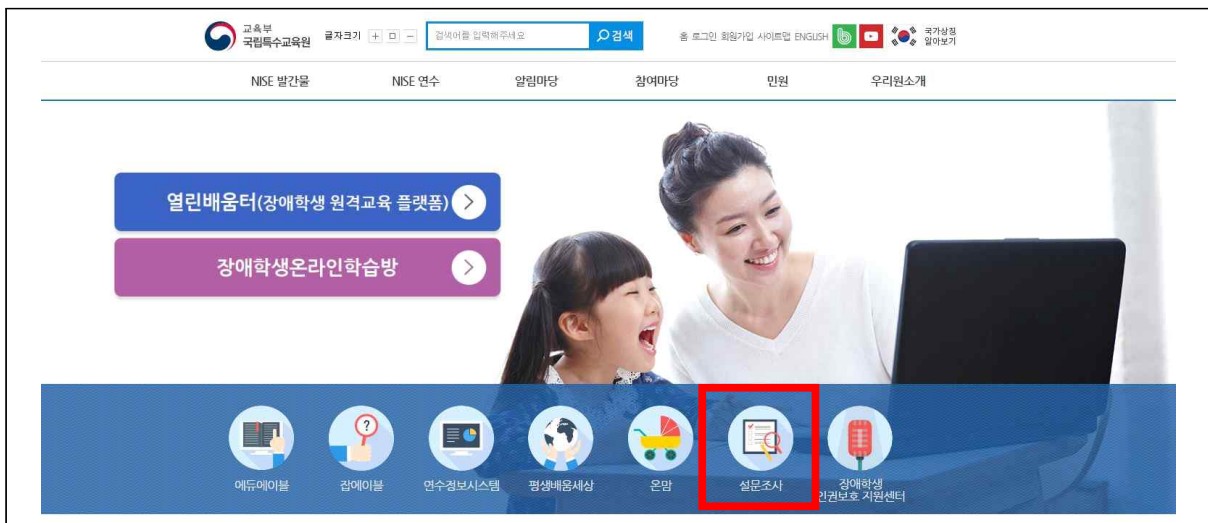 교육부
국립특수교육원
글자크기
검색어를 입력해주세요
검색
홈 로그인 회원가입 사이트맵 ENGLISH
국가상징
알아보기
NISE 발간물 NISE 연수 알림마당 참여마당 민원 우리원소개
열린배움터(장애학생 원격교육 플랫폼)
장애학생온라인학습방
에듀에이블 잡에이블 연수정보시스템 평생배움세상 온맘 설문조사 장애학생
인권보호 지원센터